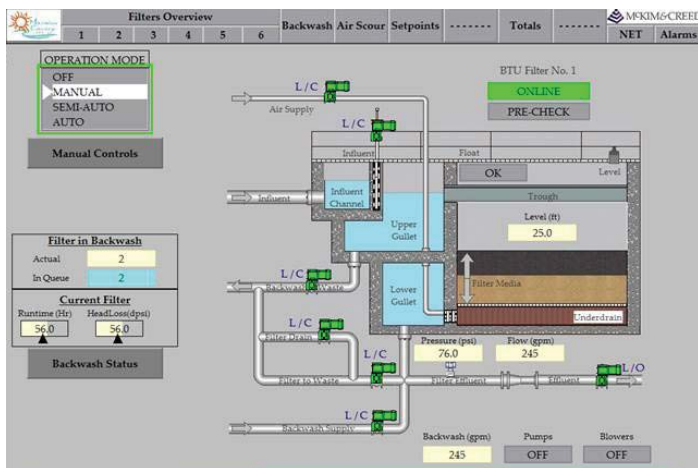 Filters Overview
1 2 3 4 5 6
Backwash Air Scour Setpoints ------- Totals -------
McKIM&CREED
NET Alarms
OPERATION MODE
OFF
MANUAL
SEMI-AUTO
AUTO
Manual Controls
L/C
Air Supply
L/C
BTU Filter No. 1
ONLINE
PRE-CHECK
Influent
Float
Level
OK
Influent
Influent Channel
Trough
Upper Gullet
Level (ft)
25.0
Filter in Backwash
Actual 2
In Queue 2
Current Filter
Runtime (Hr) HeadLoss(dpsi)
56.0 56.0
Backwash Status
L/C
Backwash Waste
Lower Gullet
Filter Media
Underdrain
L/C
Filter Drain
Pressure (psi) Flow (gpm)
76.0 245
L/C
Filter to Waste
Filter Effluent
Effluent
L/O
L/C
Backwash Supply
Backwash (gpm) Pumps Blowers
245 OFF OFF